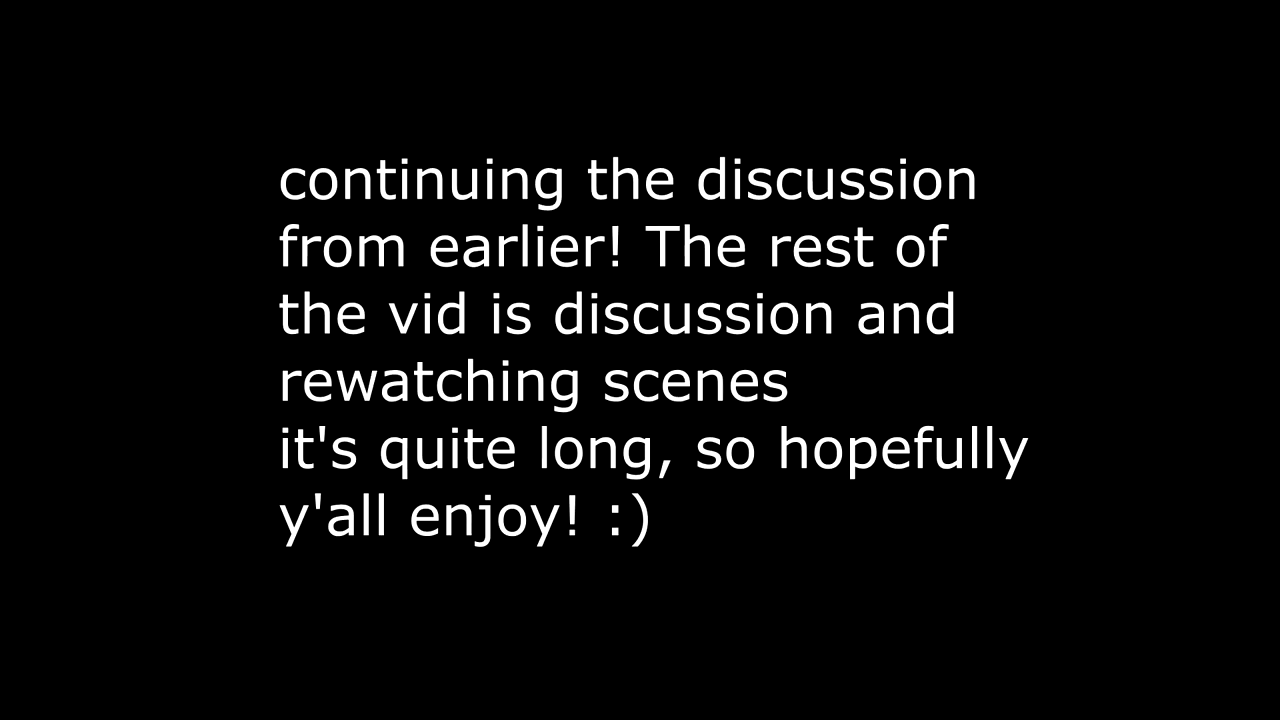 continuing the discussion
from earlier! The rest of
the vid is discussion and
rewatching scenes
it's quite long, so hopefully
y'all enjoy! :)